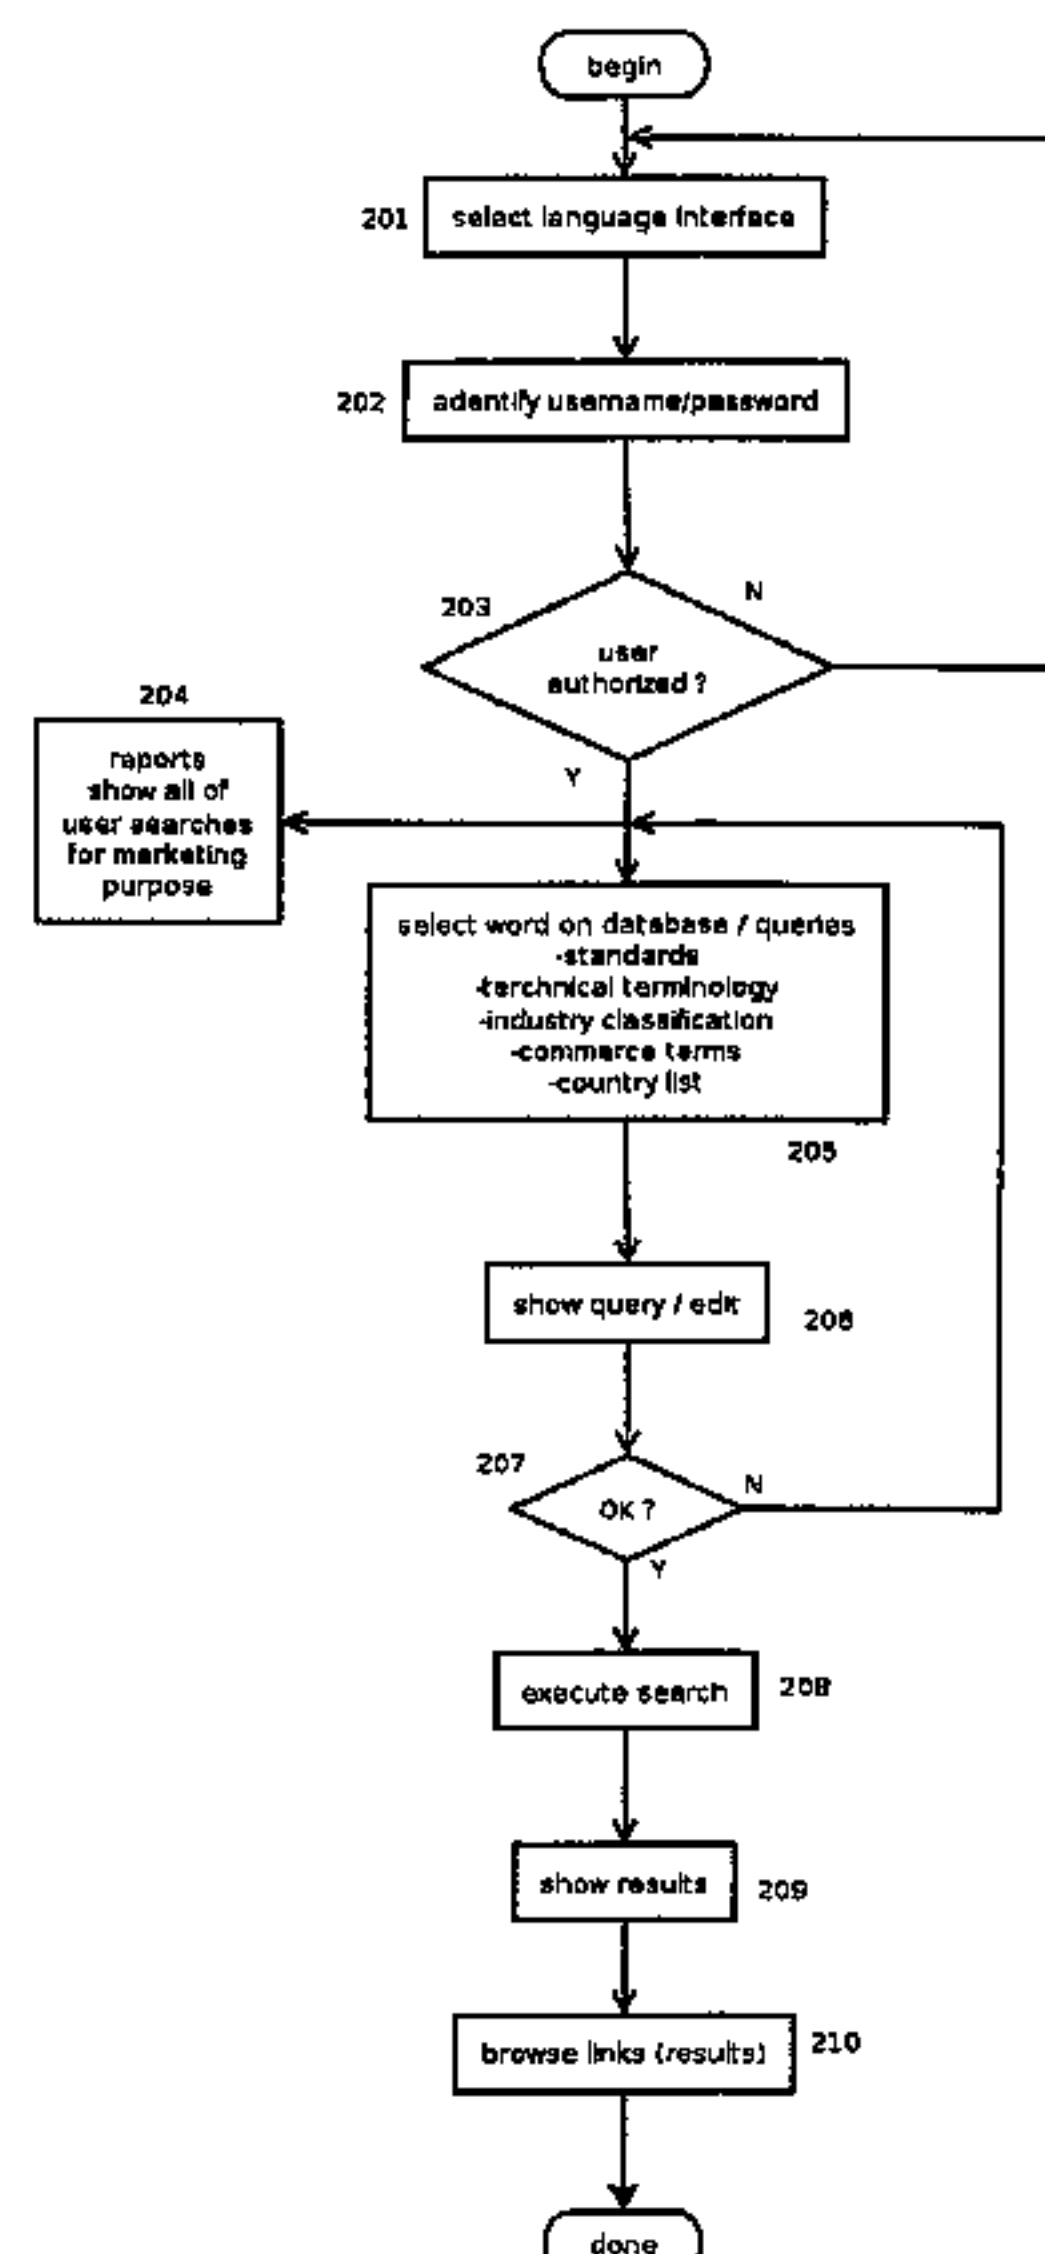 begin
201
select language interface
202
adentify username/password
203
N
user
authorized ?
Y
204
reports
show all of
user searches
for marketing
purpose
select word on database / queries
-standards
-terchnical terminology
-industry classification
-commerce terms
-country list
205
show query / edit
206
207
OK ?
N
Y
execute search
208
show results
209
browse links (results)
210
done